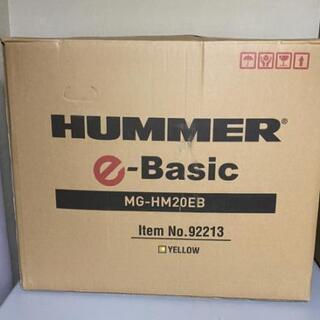 HUMMER®
e-Basic
MG-HM20EB
Item No.92213
YELLOW